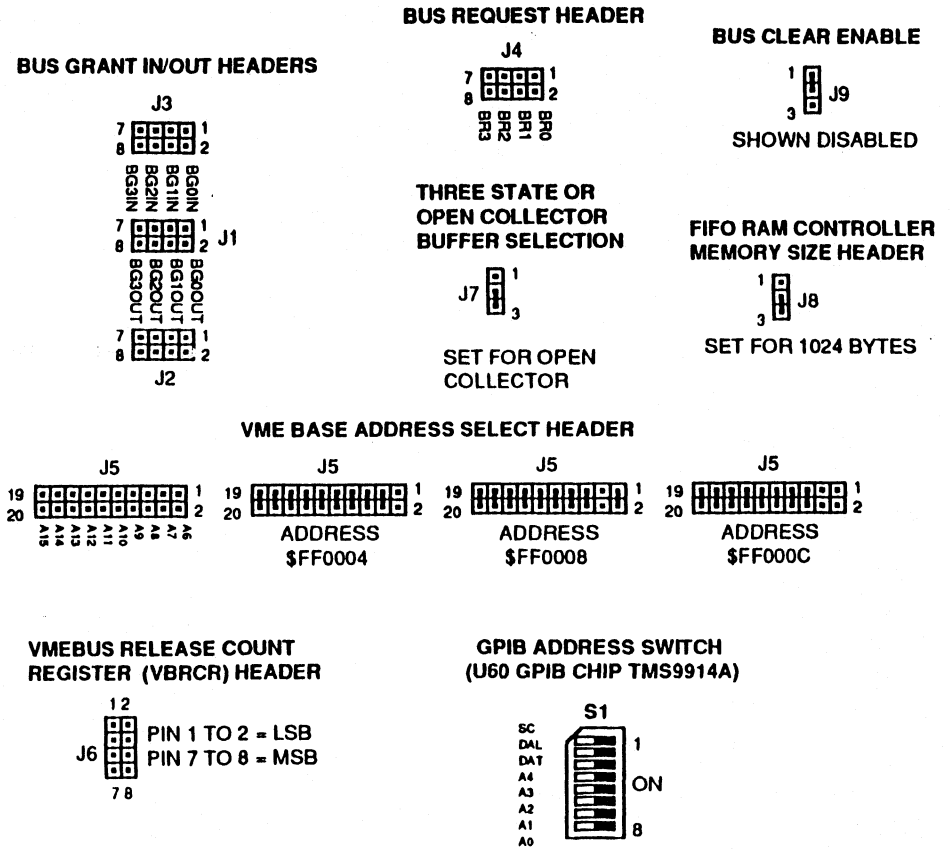 BUS GRANT IN/OUT HEADERS
J3
7 1
8 2
BG3IN BG2IN BG1IN BG0IN
7 1
8 2 J1
BG3OUT BG2OUT BG1OUT BG0OUT
7 1
8 2
J2
BUS REQUEST HEADER
J4
7 1
8 2
BR3 BR2 BR1 BR0
BUS CLEAR ENABLE
1
J9
3
SHOWN DISABLED
THREE STATE OR
OPEN COLLECTOR
BUFFER SELECTION
1
J7
3
SET FOR OPEN
COLLECTOR
FIFO RAM CONTROLLER
MEMORY SIZE HEADER
1
J8
3
SET FOR 1024 BYTES
VME BASE ADDRESS SELECT HEADER
J5
19 1
20 2
A15 A14 A13 A12 A11 A10 A9 A8 A7 A6
J5
19 1
20 2
ADDRESS
$FF0004
J5
19 1
20 2
ADDRESS
$FF0008
J5
19 1
20 2
ADDRESS
$FF000C
VMEBUS RELEASE COUNT
REGISTER (VBRCR) HEADER
1 2
J6
PIN 1 TO 2 = LSB
PIN 7 TO 8 = MSB
7 8
GPIB ADDRESS SWITCH
(U60 GPIB CHIP TMS9914A)
S1
SC
DAL
DAT
A4
A3
A2
A1
A0
1
ON
8